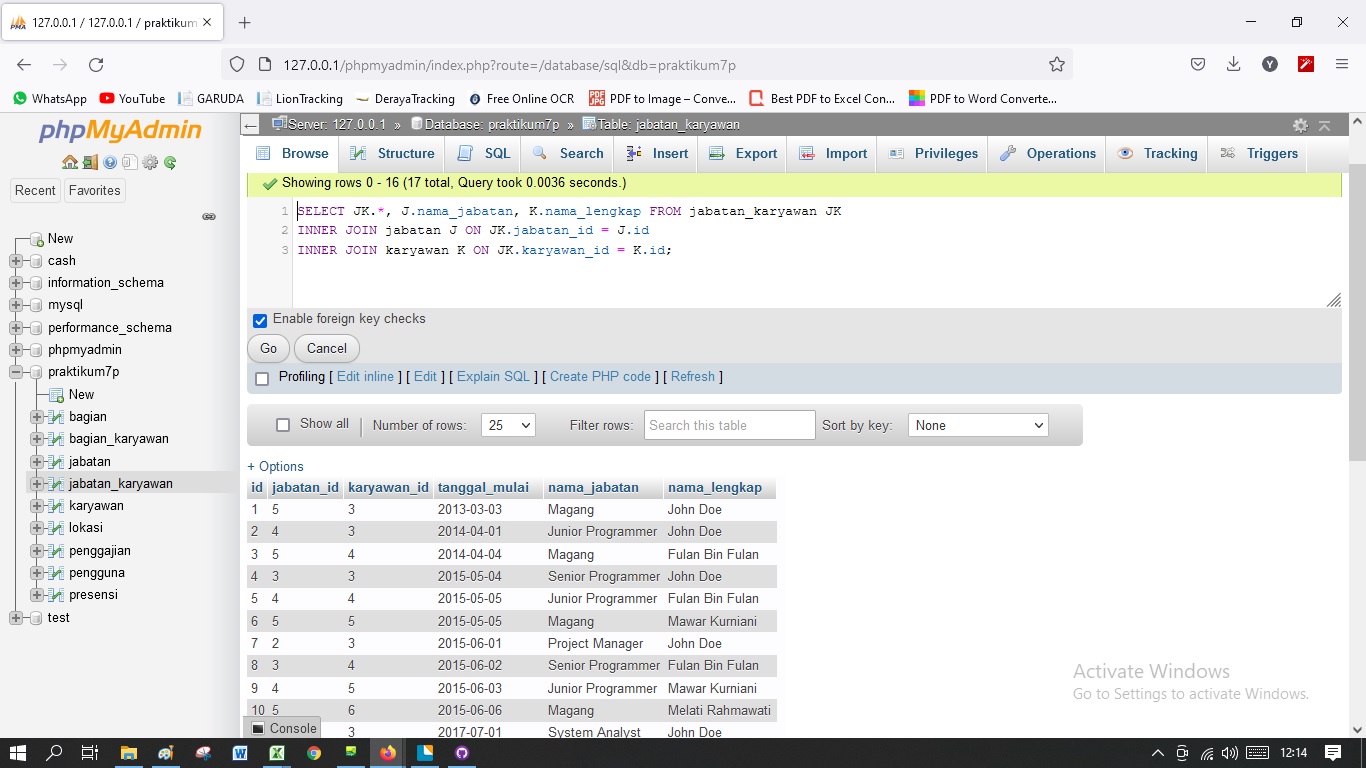 127.0.0.1 / 127.0.0.1 / praktikum
127.0.0.1/phpmyadmin/index.php?route=/database/sql&db=praktikum7p
WhatsApp YouTube GARUDA LionTracking DerayaTracking Free Online OCR PDF to Image – Conve... Best PDF to Excel Con... PDF to Word Converte...
phpMyAdmin
Recent Favorites
New
cash
information_schema
mysql
performance_schema
phpmyadmin
praktikum7p
New
bagian
bagian_karyawan
jabatan
jabatan_karyawan
karyawan
lokasi
penggajian
pengguna
presensi
test
Server: 127.0.0.1 » Database: praktikum7p » Table: jabatan_karyawan
Browse Structure SQL Search Insert Export Import Privileges Operations Tracking Triggers
Showing rows 0 - 16 (17 total, Query took 0.0036 seconds.)
1 SELECT JK.*, J.nama_jabatan, K.nama_lengkap FROM jabatan_karyawan JK
2 INNER JOIN jabatan J ON JK.jabatan_id = J.id
3 INNER JOIN karyawan K ON JK.karyawan_id = K.id;
Enable foreign key checks
Go Cancel
Profiling [ Edit inline ] [ Edit ] [ Explain SQL ] [ Create PHP code ] [ Refresh ]
Show all Number of rows: 25 Filter rows: Search this table Sort by key: None
+ Options
id jabatan_id karyawan_id tanggal_mulai nama_jabatan nama_lengkap
1 5 3 2013-03-03 Magang John Doe
2 4 3 2014-04-01 Junior Programmer John Doe
3 5 4 2014-04-04 Magang Fulan Bin Fulan
4 3 3 2015-05-04 Senior Programmer John Doe
5 4 4 2015-05-05 Junior Programmer Fulan Bin Fulan
6 5 5 2015-05-05 Magang Mawar Kurniani
7 2 3 2015-06-01 Project Manager John Doe
8 3 4 2015-06-02 Senior Programmer Fulan Bin Fulan
9 4 5 2015-06-03 Junior Programmer Mawar Kurniani
10 5 6 2015-06-06 Magang Melati Rahmawati
3 2017-07-01 System Analyst John Doe
Console
Activate Windows
Go to Settings to activate Windows.
12:14